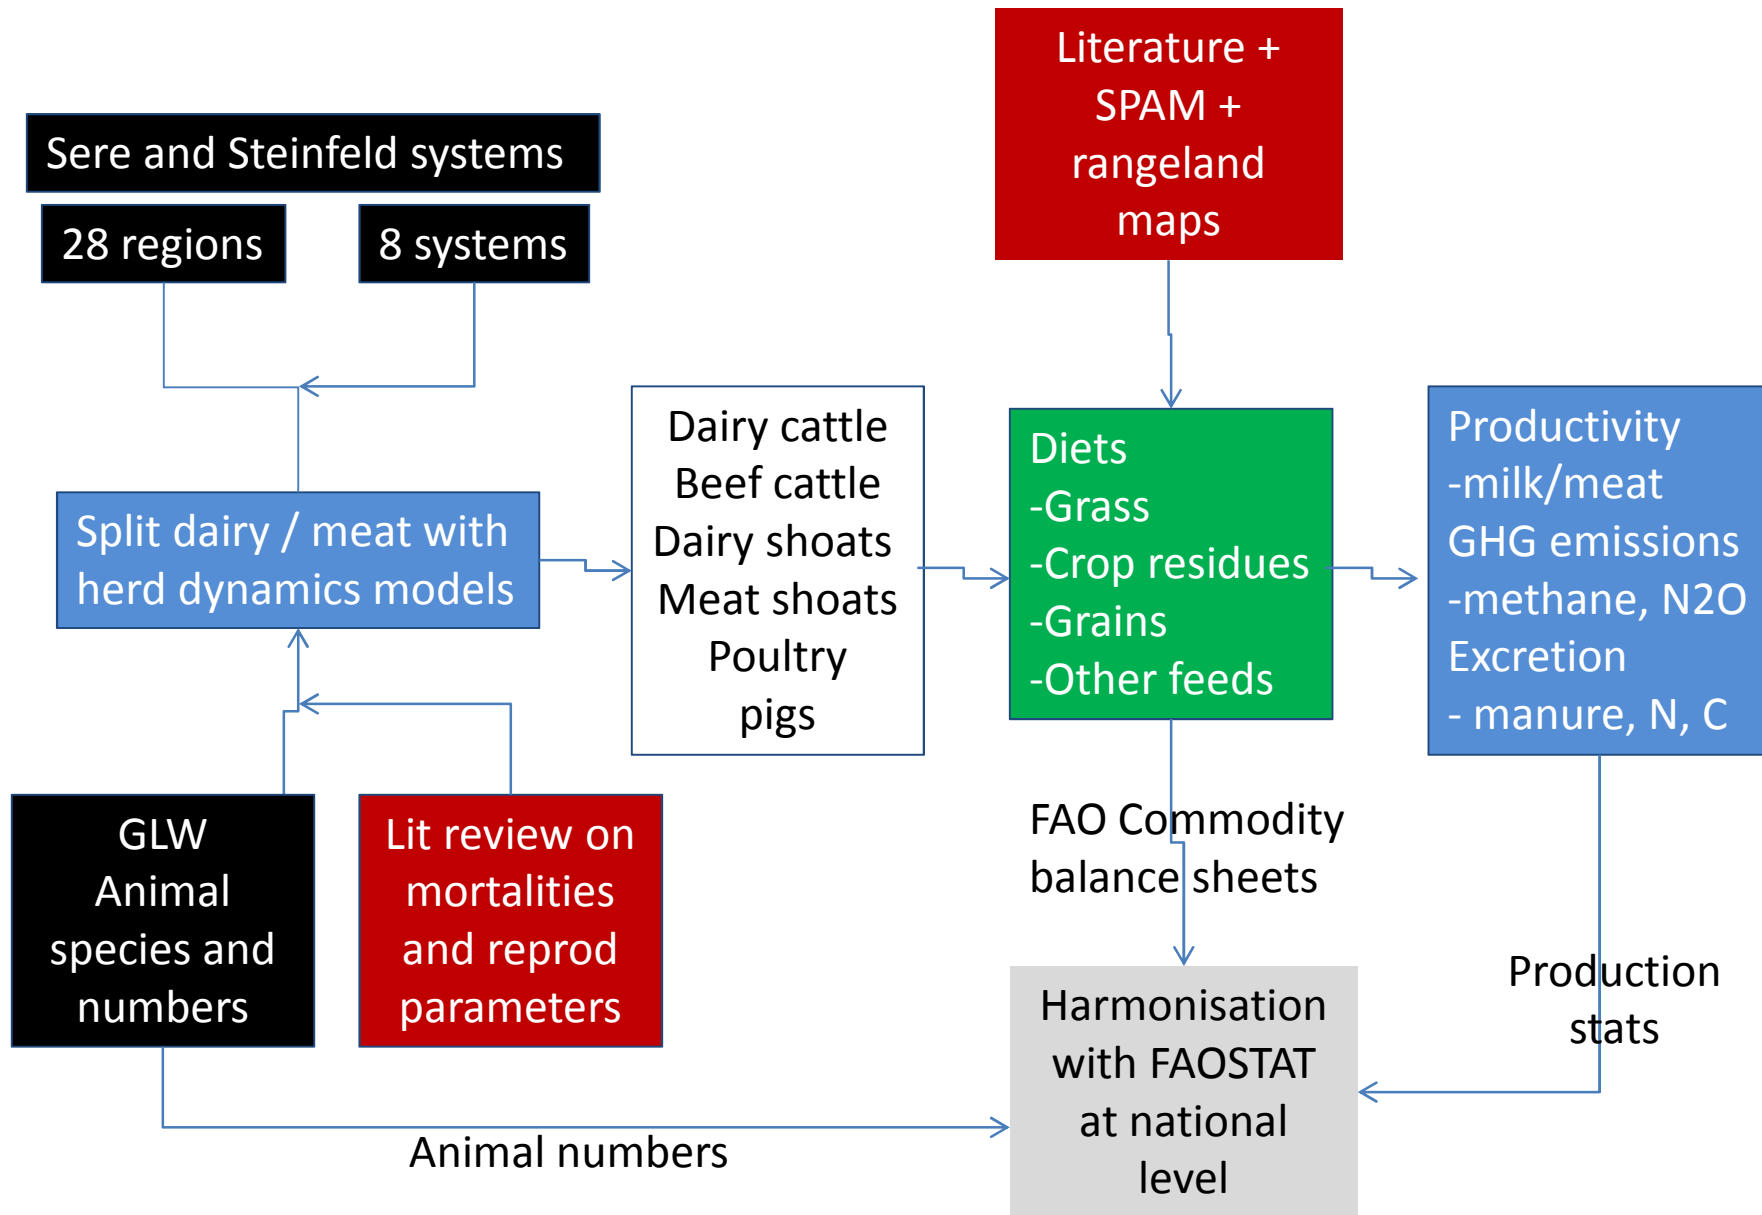 Literature +
SPAM +
rangeland
maps
Sere and Steinfeld systems
28 regions
8 systems
Split dairy / meat with
herd dynamics models
Dairy cattle
Beef cattle
Dairy shoats
Meat shoats
Poultry
pigs
Diets
-Grass
-Crop residues
-Grains
-Other feeds
Productivity
-milk/meat
GHG emissions
-methane, N2O
Excretion
- manure, N, C
GLW
Animal
species and
numbers
Lit review on
mortalities
and reprod
parameters
FAO Commodity
balance sheets
Production
stats
Harmonisation
with FAOSTAT
at national
level
Animal numbers